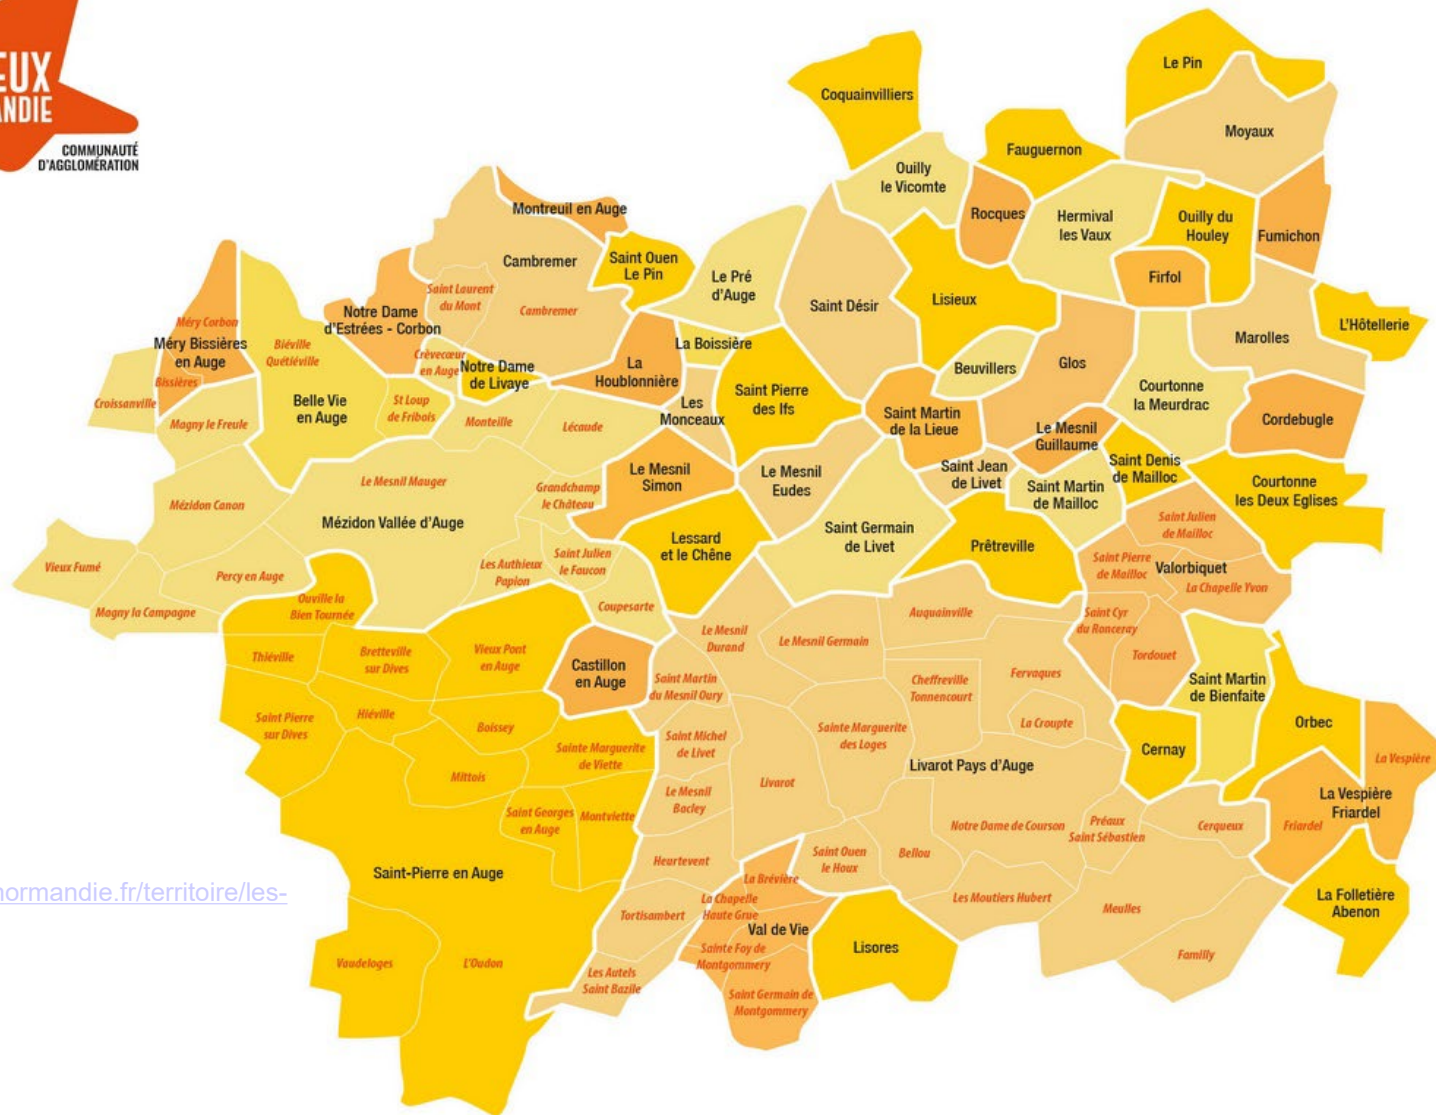 EUX
ANDIE
COMMUNAUTÉ
D'AGGLOMÉRATION
Le Pin
Coquainvilliers
Moyaux
Fauguernon
Ouilly
le Vicomte
Rocques
Hermival
les Vaux
Ouilly du
Houley
Fumichon
Montreuil en Auge
Cambremer
Saint Ouen
Le Pin
Le Pré
d'Auge
Firfol
Saint Laurent
du Mont
Cambremer
Saint Désir
Lisieux
Notre Dame
d'Estrées - Corbon
L'Hôtellerie
Marolles
Méry Corbon
Méry Bissières
en Auge
Bissières
Biéville
Quétiéville
La Boissière
Crèvecœur
en Auge
Notre Dame
de Livaye
La
Houblonnière
Beuvillers
Glos
Courtonne
la Meurdrac
Croissanville
Belle Vie
en Auge
St Loup
de Fribois
Saint Pierre
des Ifs
Les
Monceaux
Saint Martin
de la Lieue
Cordebugle
Magny le Freule
Monteille
Lécaude
Le Mesnil
Guillaume
Le Mesnil
Simon
Le Mesnil
Eudes
Saint Jean
de Livet
Saint Denis
de Mailloc
Saint Martin
de Mailloc
Courtonne
les Deux Eglises
Le Mesnil Mauger
Mézidon Canon
Grandchamp
le Château
Mézidon Vallée d'Auge
Lessard
et le Chêne
Saint Germain
de Livet
Prêtreville
Saint Julien
de Mailloc
Saint Pierre
de Mailloc
Valorbiquet
La Chapelle Yvon
Vieux Fumé
Percy en Auge
Les Authieux
Papion
Saint Julien
le Faucon
Magny la Campagne
Ouville la
Bien Tournée
Coupesarte
Auquainville
Saint Cyr
du Ronceray
Le Mesnil
Durand
Le Mesnil Germain
Thiéville
Bretteville
sur Dives
Vieux Pont
en Auge
Castillon
en Auge
Tordouet
Saint Martin
du Mesnil Oury
Cheffreville
Tonnencourt
Fervaques
Saint Martin
de Bienfaite
Saint Pierre
sur Dives
Hiéville
Boissey
La Croupte
Orbec
Saint Michel
de Livet
Sainte Marguerite
des Loges
Sainte Marguerite
de Viette
Cernay
La Vespière
Mittois
Livarot Pays d'Auge
Livarot
Le Mesnil
Bacley
La Vespière
Friardel
Saint Georges
en Auge
Montviette
Notre Dame de Courson
Préaux
Saint Sébastien
Cerqueux
Friardel
Saint-Pierre en Auge
Heurtevent
Saint Ouen
le Houx
Bellou
La Brévière
normandie.fr/territoire/les-
La Chapelle
Haute Grue
Les Moutiers Hubert
La Folletière
Abenon
Tortisambert
Meulles
Val de Vie
Lisores
Vaudeloges
L'Oudon
Sainte Foy de
Montgommery
Familly
Les Autels
Saint Bazile
Saint Germain de
Montgommery